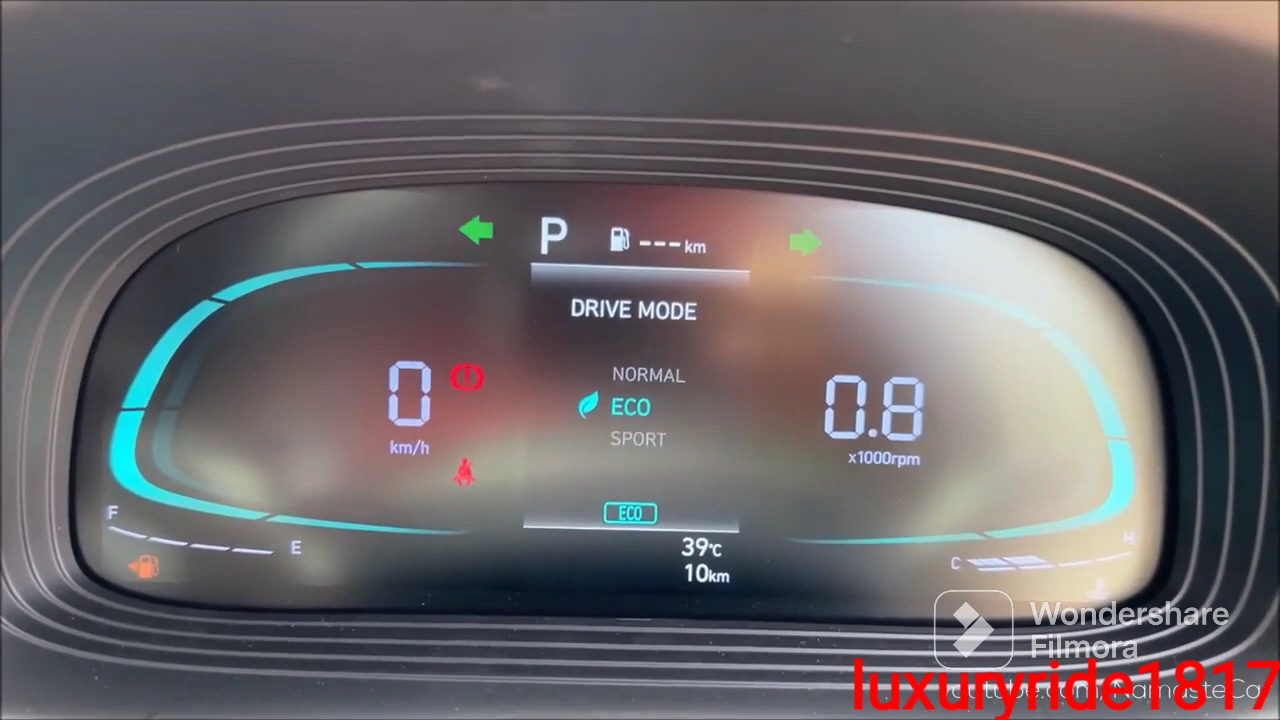 P
--- km
DRIVE MODE
NORMAL
ECO
SPORT
0
km/h
0.8
x1000rpm
ECO
F
E
39℃
10km
C
H
Wondershare
Filmora
luxuryride1817